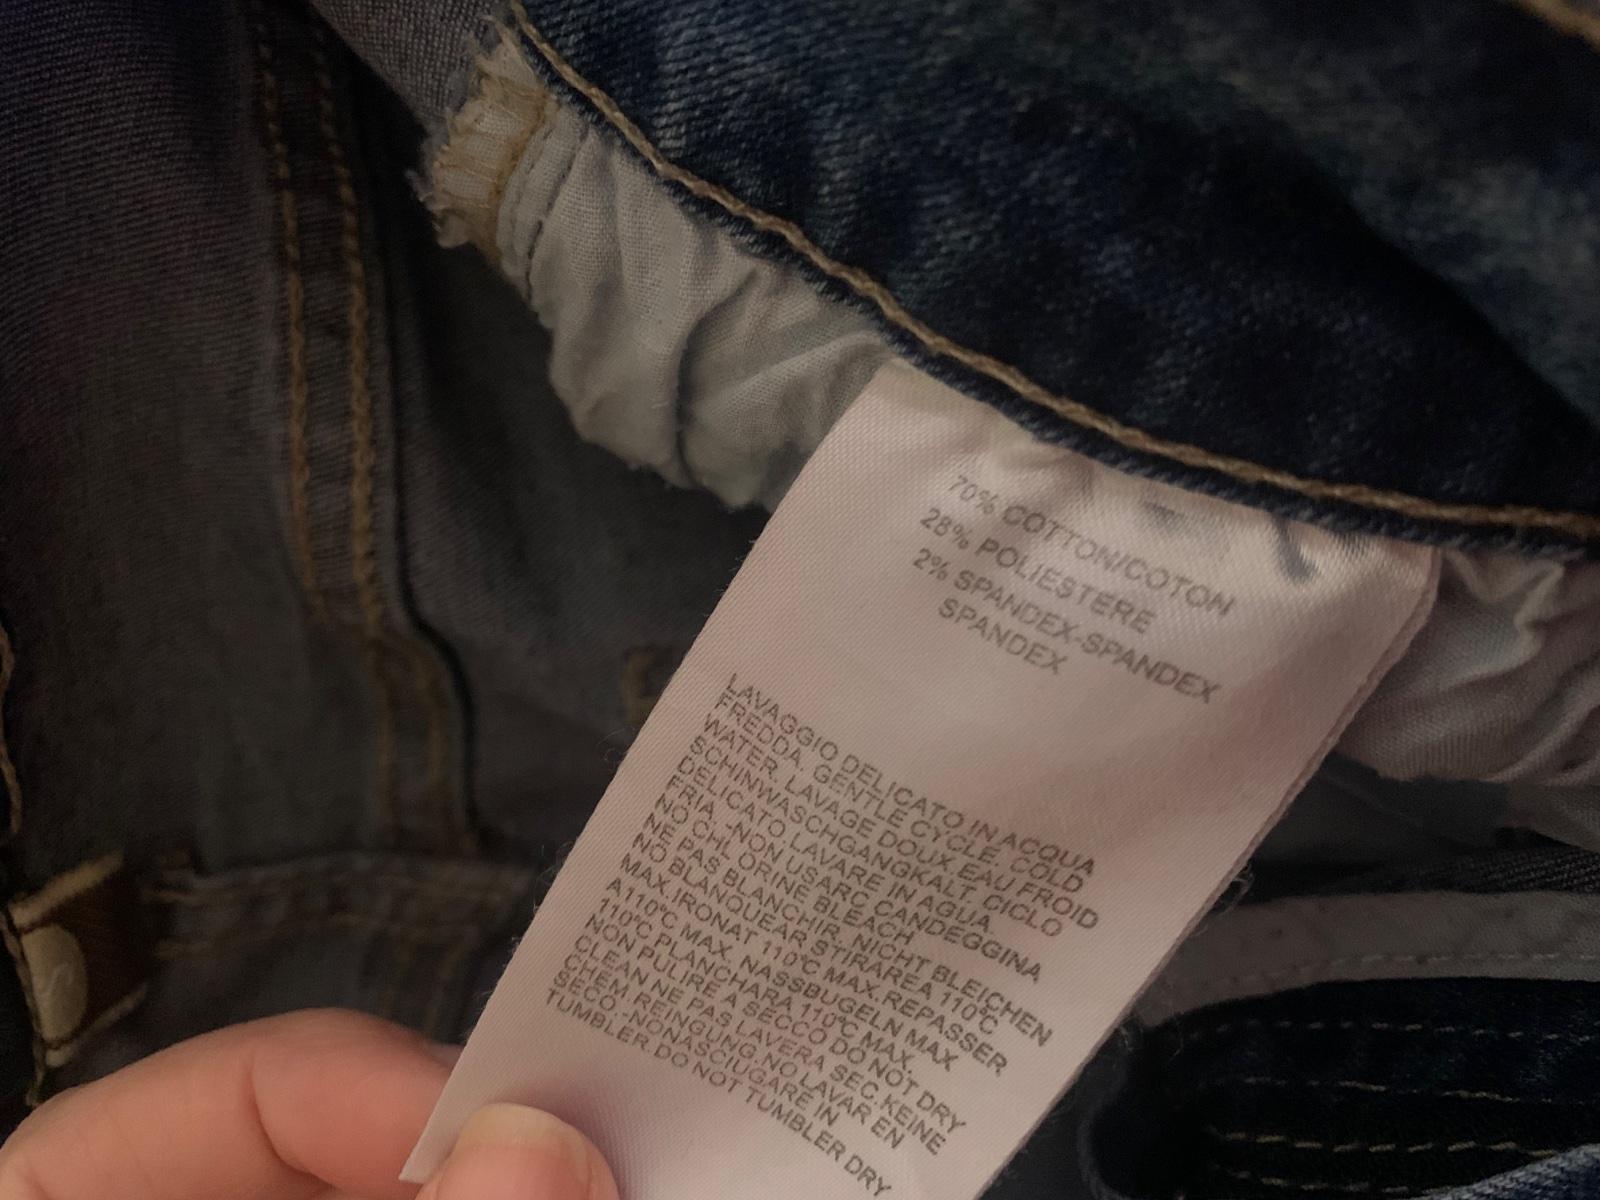 70% COTTON/COTON
28% POLIESTERE
2% SPANDEX-SPANDEX
SPANDEX
LAVAGGIO DELICATO IN ACQUA
FREDDA. GENTLE CYCLE. COLD
WATER. LAVAGE DOUX.EAU FROID
SCHINWASCHGANGKALT. CICLO
DELICATO LAVARE IN AGUA.
FRIA.-NON USARC CANDEGGINA
NO CHLORINE BLEACH
NE PAS BLANCHIR. NICHT BLEICHEN
NO BLANQUEAR STIRAREA 110℃
MAX.IRONAT 110℃ MAX.REPASSER
A110℃ MAX. NASSBUGELN MAX
110℃ PLANCHARA 110℃ MAX.
NON PULIRE A SECCO DO NOT DRY
CLEAN NE PAS LAVERA SEC.KEINE
CHEM.REINGUNG.NO LAVAR EN
SECO.-NONASCIUGARE IN
TUMBLER.DO NOT TUMBLER DRY